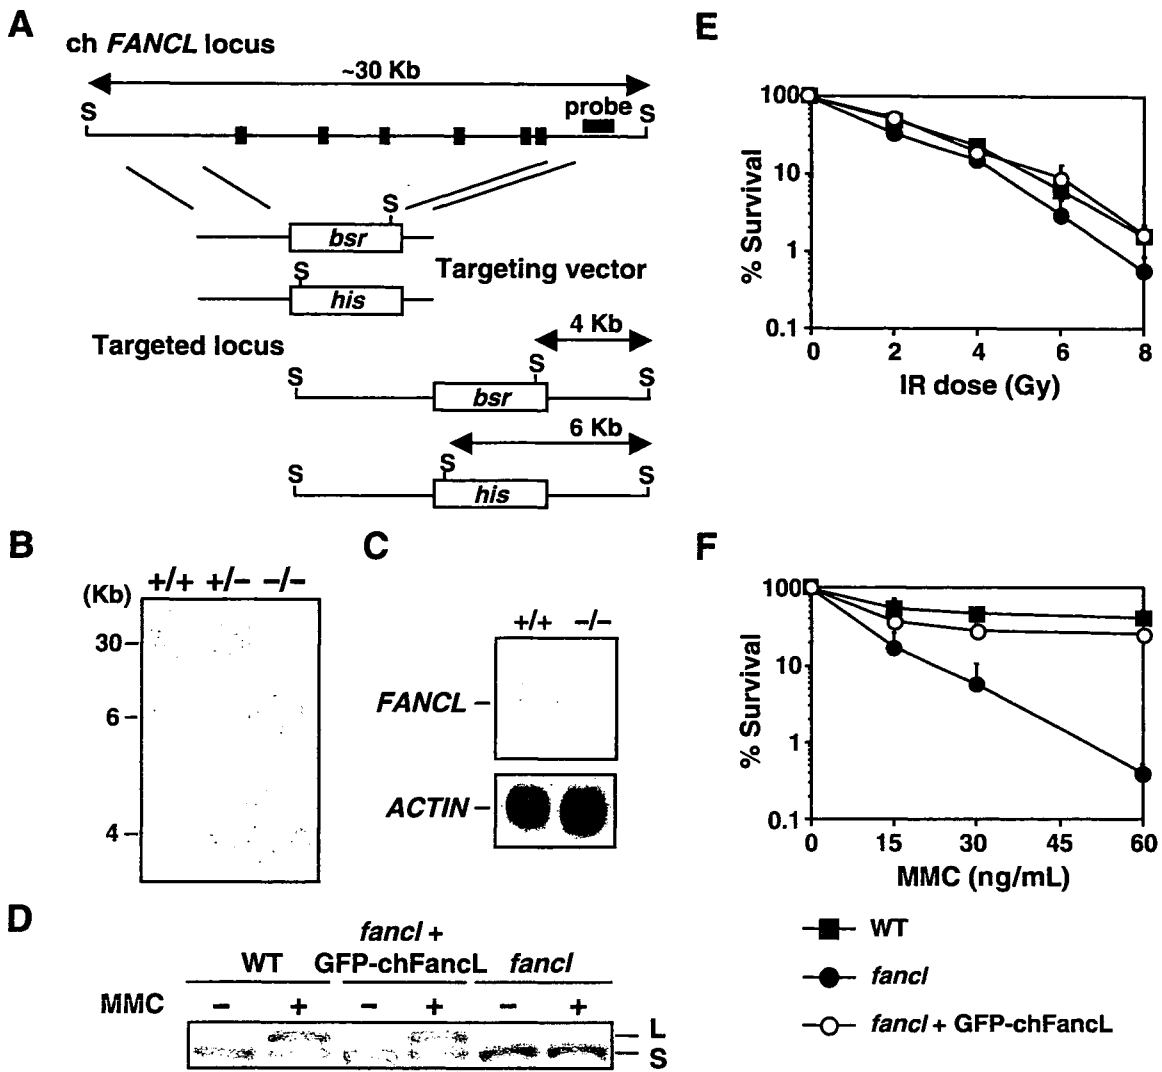 A
ch FANCL locus
~30 Kb
probe
S
S
S
bsr
S
Targeting vector
his
4 Kb
Targeted locus
S
S
S
bsr
6 Kb
S
S
S
his
B
+/+ +/− −/−
(Kb)
30
6
4
C
+/+ −/−
FANCL
ACTIN
D
fancl +
WT GFP-chFancL fancl
MMC − + − + − +
L
S
E
100
10
1
0.1
% Survival
0 2 4 6 8
IR dose (Gy)
F
100
10
1
0.1
% Survival
0 15 30 45 60
MMC (ng/mL)
WT
fancl
fancl + GFP-chFancL